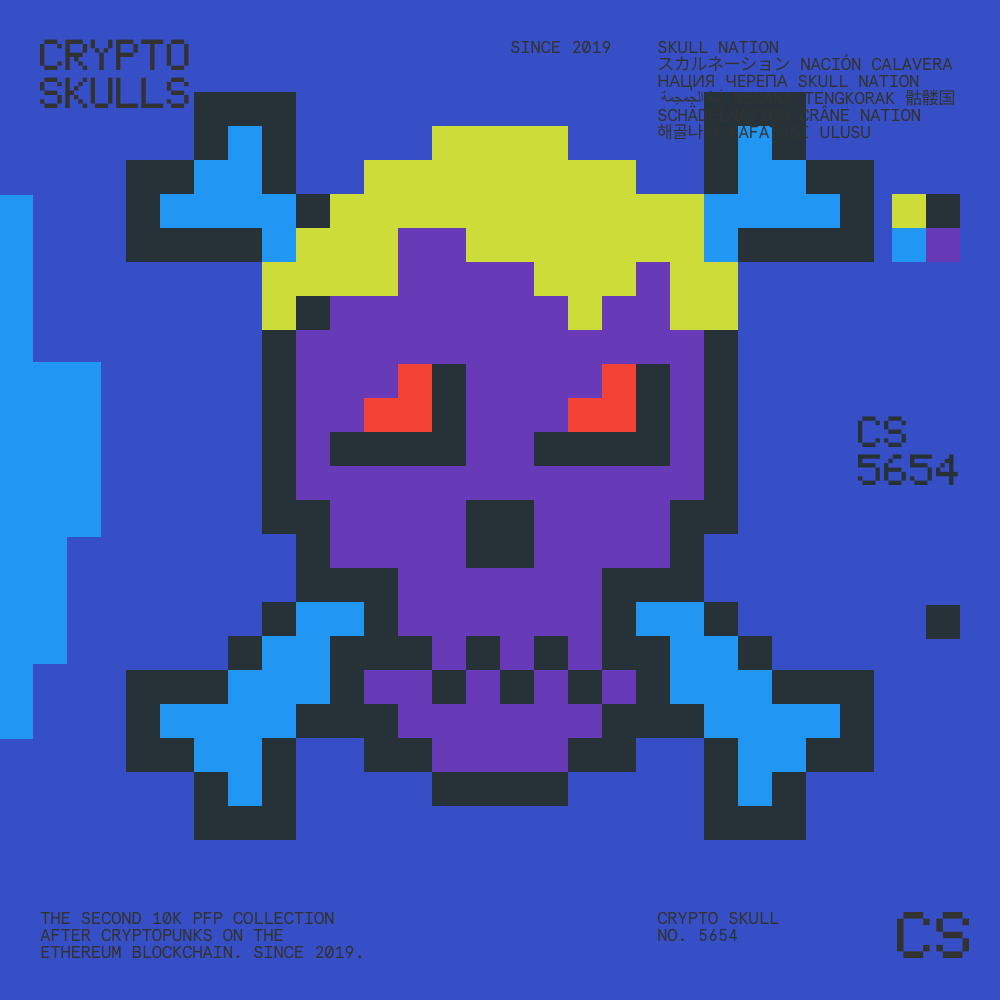 CRYPTO
SKULLS
SINCE 2019
SKULL NATION
スカルネーション NACIÓN CALAVERA
НАЦИЯ ЧЕРЕПА SKULL NATION
TENGKORAK 骷髅国
CRÂNE NATION
ULUSU
CS
5654
THE SECOND 10K PFP COLLECTION
AFTER CRYPTOPUNKS ON THE
ETHEREUM BLOCKCHAIN. SINCE 2019.
CRYPTO SKULL
NO. 5654
CS